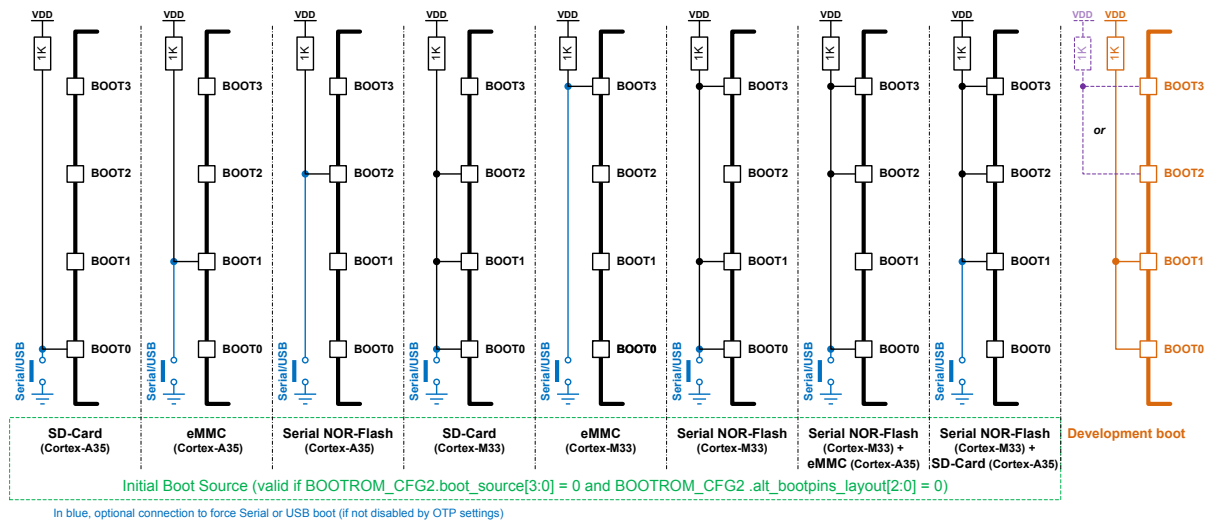 VDD VDD VDD VDD VDD VDD VDD VDD VDD VDD
1K 1K 1K 1K 1K 1K 1K 1K 1K 1K
BOOT3 BOOT3 BOOT3 BOOT3 BOOT3 BOOT3 BOOT3 BOOT3 BOOT3
or
BOOT2 BOOT2 BOOT2 BOOT2 BOOT2 BOOT2 BOOT2 BOOT2 BOOT2
BOOT1 BOOT1 BOOT1 BOOT1 BOOT1 BOOT1 BOOT1 BOOT1 BOOT1
BOOT0 BOOT0 BOOT0 BOOT0 BOOT0 BOOT0 BOOT0 BOOT0 BOOT0
Serial/USB Serial/USB Serial/USB Serial/USB Serial/USB Serial/USB Serial/USB Serial/USB
SD-Card
(Cortex-A35)
eMMC
(Cortex-A35)
Serial NOR-Flash
(Cortex-A35)
SD-Card
(Cortex-M33)
eMMC
(Cortex-M33)
Serial NOR-Flash
(Cortex-M33)
Serial NOR-Flash
(Cortex-M33) +
eMMC (Cortex-A35)
Serial NOR-Flash
(Cortex-M33) +
SD-Card (Cortex-A35)
Development boot
Initial Boot Source (valid if BOOTROM_CFG2.boot_source[3:0] = 0 and BOOTROM_CFG2 .alt_bootpins_layout[2:0] = 0)
In blue, optional connection to force Serial or USB boot (if not disabled by OTP settings)